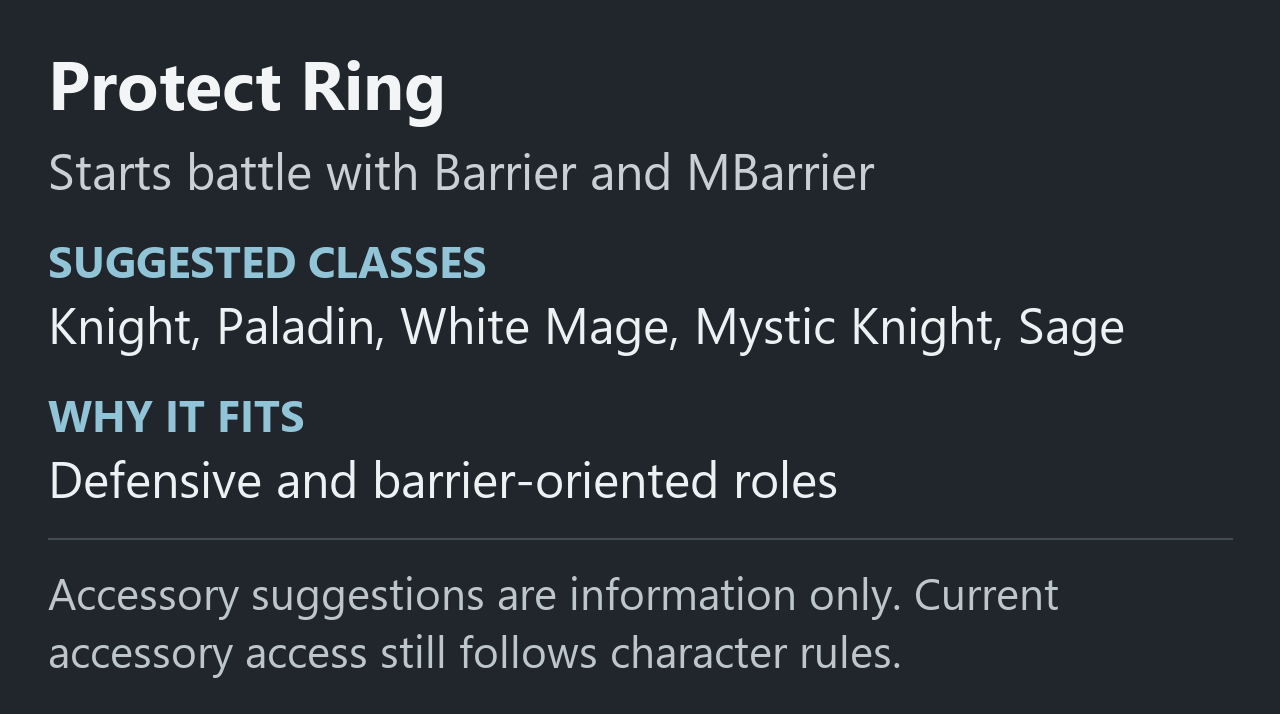 Protect Ring
Starts battle with Barrier and MBarrier
SUGGESTED CLASSES
Knight, Paladin, White Mage, Mystic Knight, Sage
WHY IT FITS
Defensive and barrier-oriented roles
Accessory suggestions are information only. Current
accessory access still follows character rules.